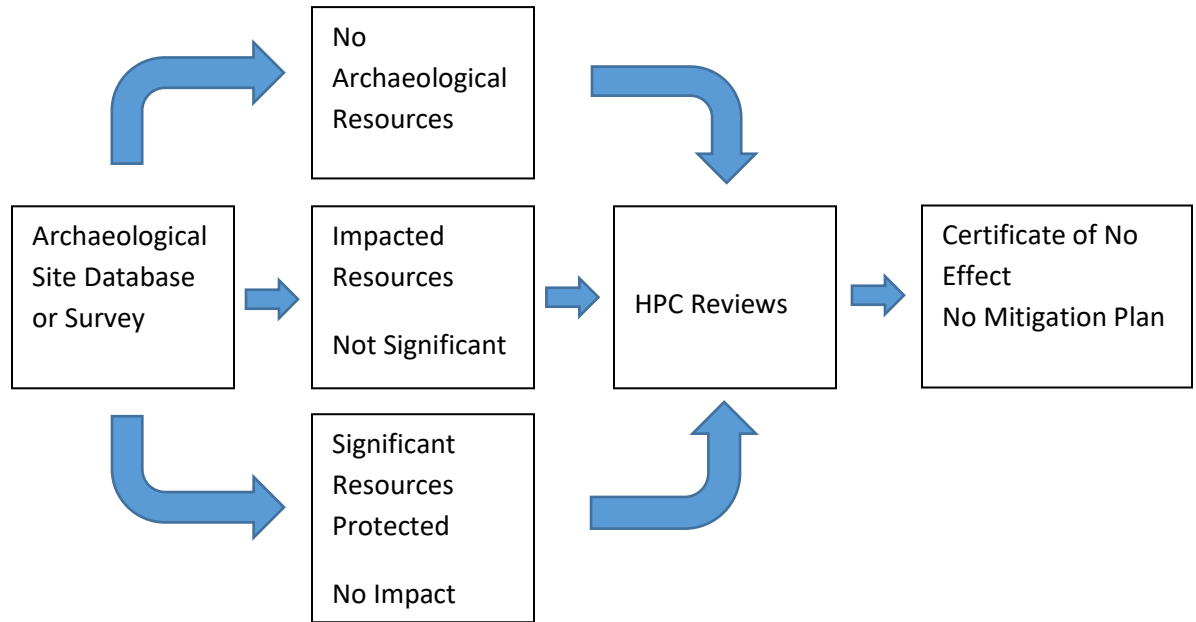 No
Archaeological
Resources
Archaeological
Site Database
or Survey
Impacted
Resources
Not Significant
HPC Reviews
Certificate of No
Effect
No Mitigation Plan
Significant
Resources
Protected
No Impact